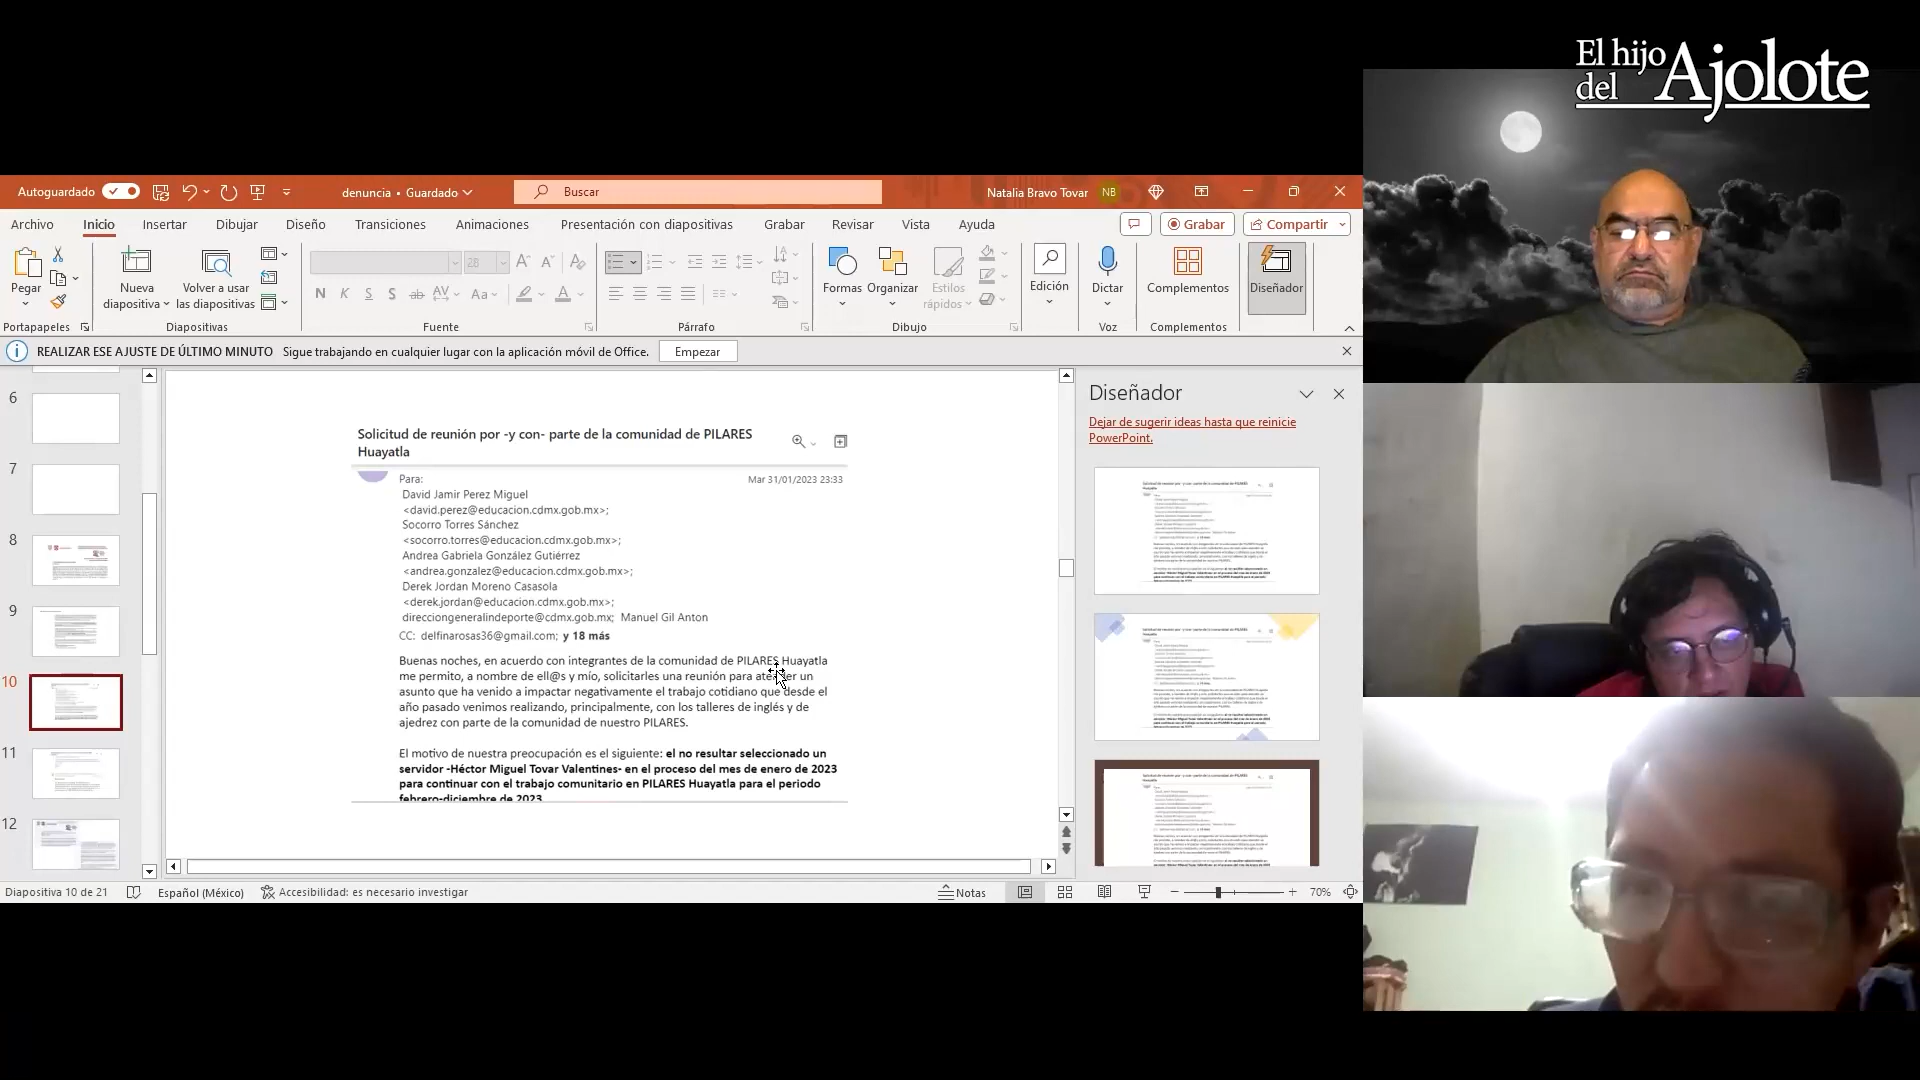 El hijo
del Ajolote
Autoguardado
denuncia • Guardado
Buscar
Natalia Bravo Tovar NB
Archivo Inicio Insertar Dibujar Diseño Transiciones Animaciones Presentación con diapositivas Grabar Revisar Vista Ayuda
Grabar
Compartir
Pegar
Nueva
diapositiva
Volver a usar
las diapositivas
28
N K S S ab AV Aa A
Formas
Organizar
Estilos
rápidos
Edición
Dictar
Complementos
Diseñador
Portapapeles Diapositivas Fuente Párrafo Dibujo Voz Complementos
REALIZAR ESE AJUSTE DE ÚLTIMO MINUTO Sigue trabajando en cualquier lugar con la aplicación móvil de Office. Empezar
6
7
8
9
10
11
12
Solicitud de reunión por -y con- parte de la comunidad de PILARES
Huayatla
Para: Mar 31/01/2023 23:33
David Jamir Perez Miguel
<david.perez@educacion.cdmx.gob.mx>;
Socorro Torres Sánchez
<socorro.torres@educacion.cdmx.gob.mx>;
Andrea Gabriela González Gutiérrez
<andrea.gonzalez@educacion.cdmx.gob.mx>;
Derek Jordan Moreno Casasola
<derek.jordan@educacion.cdmx.gob.mx>;
direcciongeneralindeporte@cdmx.gob.mx; Manuel Gil Anton
CC: delfinarosas36@gmail.com; y 18 más
Buenas noches, en acuerdo con integrantes de la comunidad de PILARES Huayatla
me permito, a nombre de ell@s y mío, solicitarles una reunión para atender un
asunto que ha venido a impactar negativamente el trabajo cotidiano que desde el
año pasado venimos realizando, principalmente, con los talleres de inglés y de
ajedrez con parte de la comunidad de nuestro PILARES.
El motivo de nuestra preocupación es el siguiente: el no resultar seleccionado un
servidor -Héctor Miguel Tovar Valentines- en el proceso del mes de enero de 2023
para continuar con el trabajo comunitario en PILARES Huayatla para el periodo
febrero-diciembre de 2023
Diseñador
Dejar de sugerir ideas hasta que reinicie
PowerPoint.
Diapositiva 10 de 21 Español (México) Accesibilidad: es necesario investigar Notas 70%